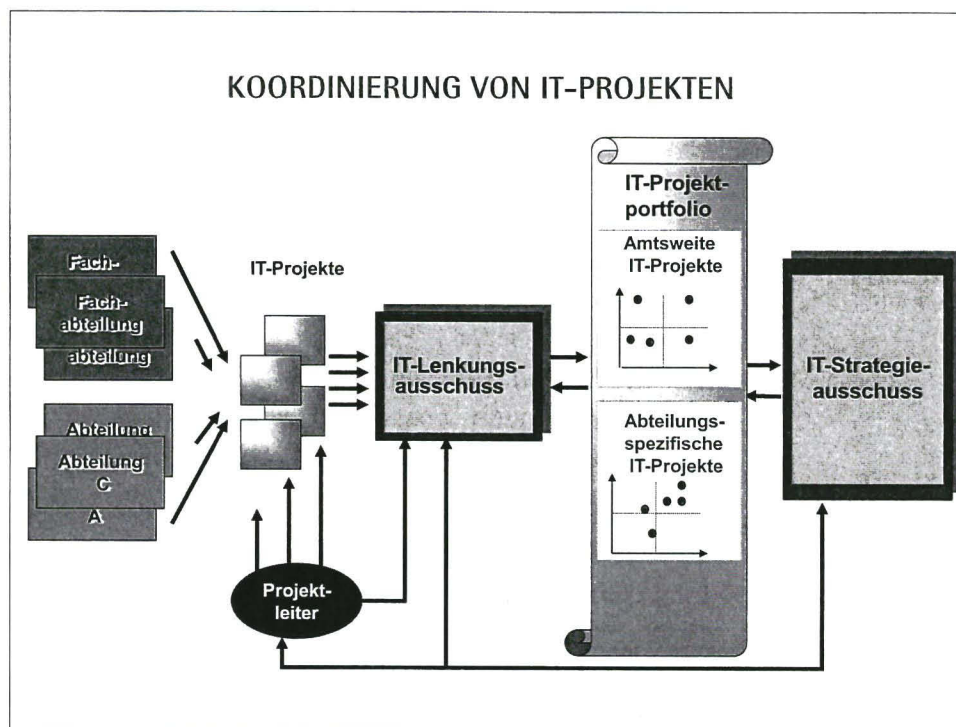 KOORDINIERUNG VON IT-PROJEKTEN
Fach-
Fach-
abteilung
abteilung
Abteilung
Abteilung
C
A
IT-Projekte
Projekt-
leiter
IT-Lenkungs-
ausschuss
IT-Projekt-
portfolio
Amtsweite
IT-Projekte
Abteilungs-
spezifische
IT-Projekte
IT-Strategie-
ausschuss